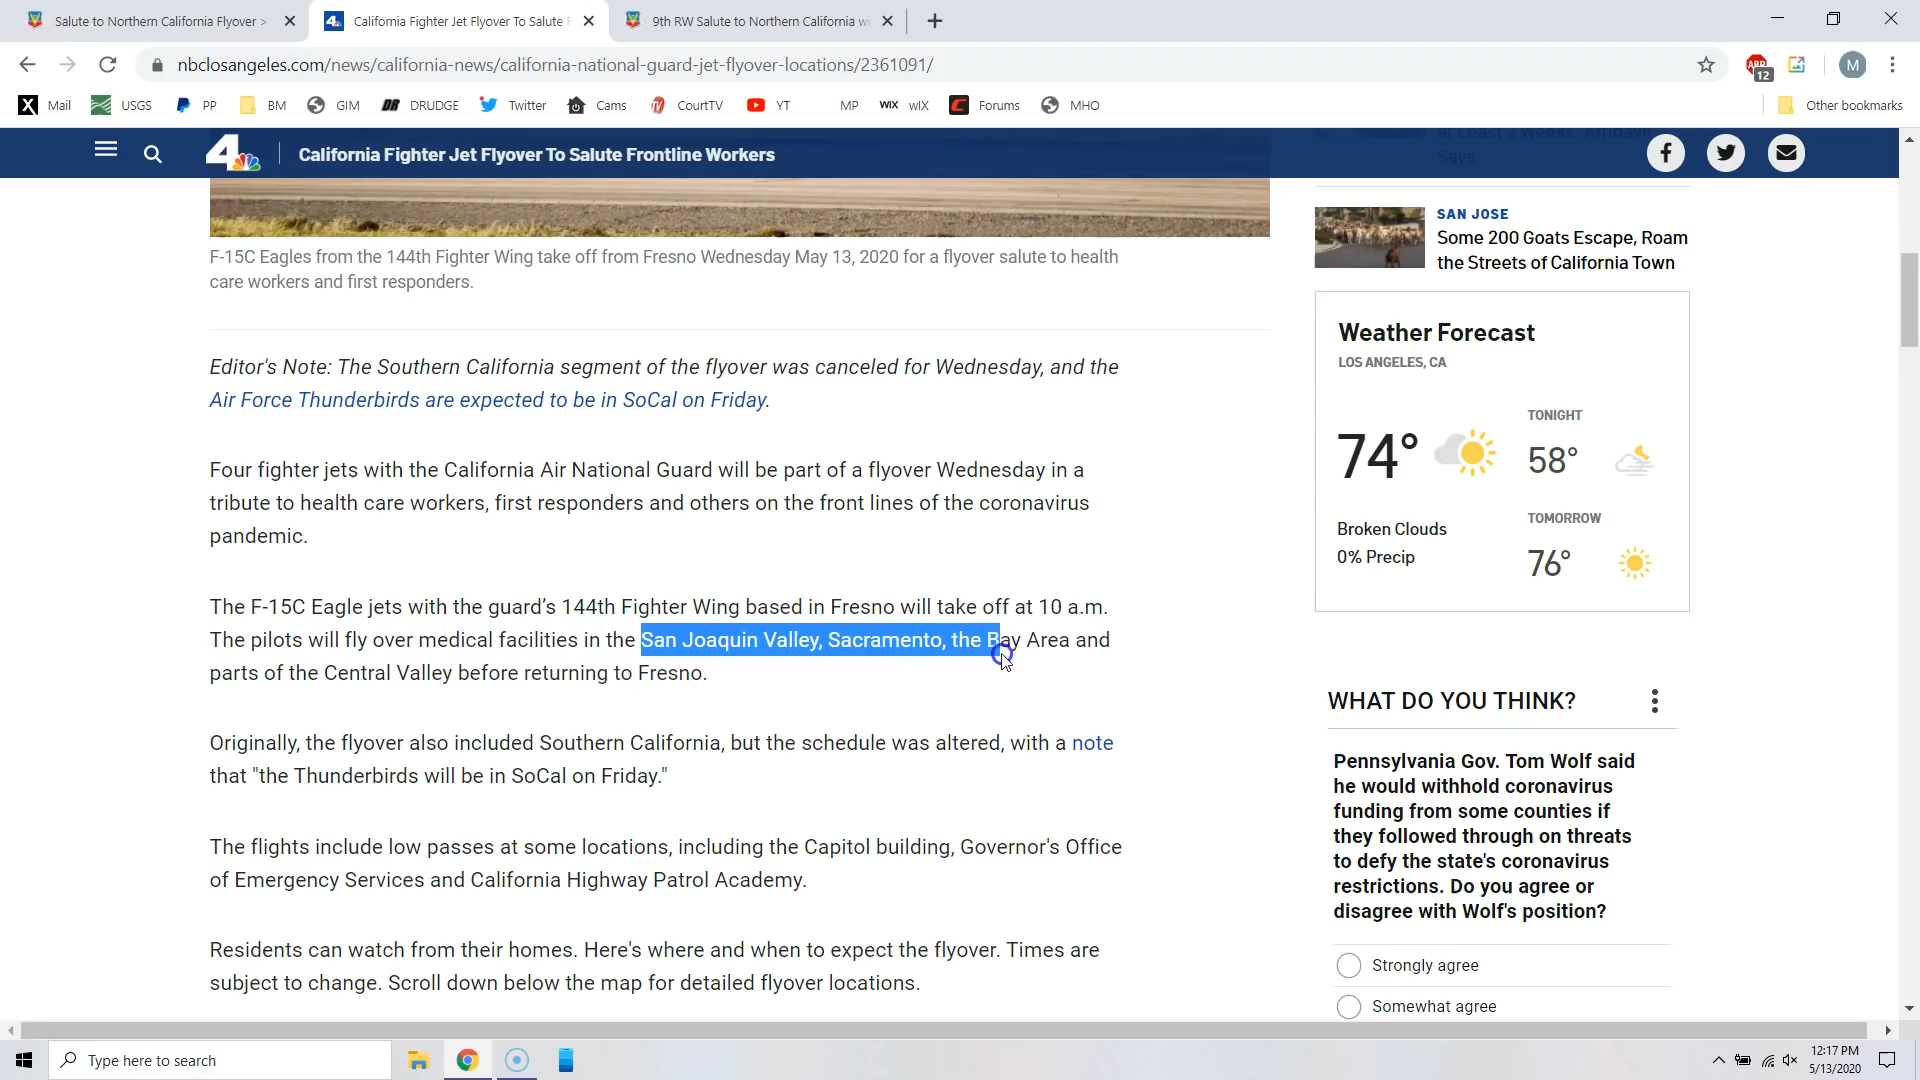 Salute to Northern California Flyover >
California Fighter Jet Flyover To Salute F
9th RW Salute to Northern California wi
nbclosangeles.com/news/california-news/california-national-guard-jet-flyover-locations/2361091/
ABP
12
M
X Mail
USGS
PP
BM
GIM
DR DRUDGE
Twitter
Cams
CourtTV
YT
MP
WIX wIX
C Forums
MHO
Other bookmarks
4
California Fighter Jet Flyover To Salute Frontline Workers
at Least 2 Weeks, Affidavit
Says
F-15C Eagles from the 144th Fighter Wing take off from Fresno Wednesday May 13, 2020 for a flyover salute to health
care workers and first responders.
Editor's Note: The Southern California segment of the flyover was canceled for Wednesday, and the
Air Force Thunderbirds are expected to be in SoCal on Friday.
Four fighter jets with the California Air National Guard will be part of a flyover Wednesday in a
tribute to health care workers, first responders and others on the front lines of the coronavirus
pandemic.
The F-15C Eagle jets with the guard's 144th Fighter Wing based in Fresno will take off at 10 a.m.
The pilots will fly over medical facilities in the San Joaquin Valley, Sacramento, the Bay Area and
parts of the Central Valley before returning to Fresno.
Originally, the flyover also included Southern California, but the schedule was altered, with a note
that "the Thunderbirds will be in SoCal on Friday."
The flights include low passes at some locations, including the Capitol building, Governor's Office
of Emergency Services and California Highway Patrol Academy.
Residents can watch from their homes. Here's where and when to expect the flyover. Times are
subject to change. Scroll down below the map for detailed flyover locations.
SAN JOSE
Some 200 Goats Escape, Roam
the Streets of California Town
Weather Forecast
LOS ANGELES, CA
74°
Broken Clouds
0% Precip
TONIGHT
58°
TOMORROW
76°
WHAT DO YOU THINK?
Pennsylvania Gov. Tom Wolf said
he would withhold coronavirus
funding from some counties if
they followed through on threats
to defy the state's coronavirus
restrictions. Do you agree or
disagree with Wolf's position?
Strongly agree
Somewhat agree
Type here to search
12:17 PM
5/13/2020